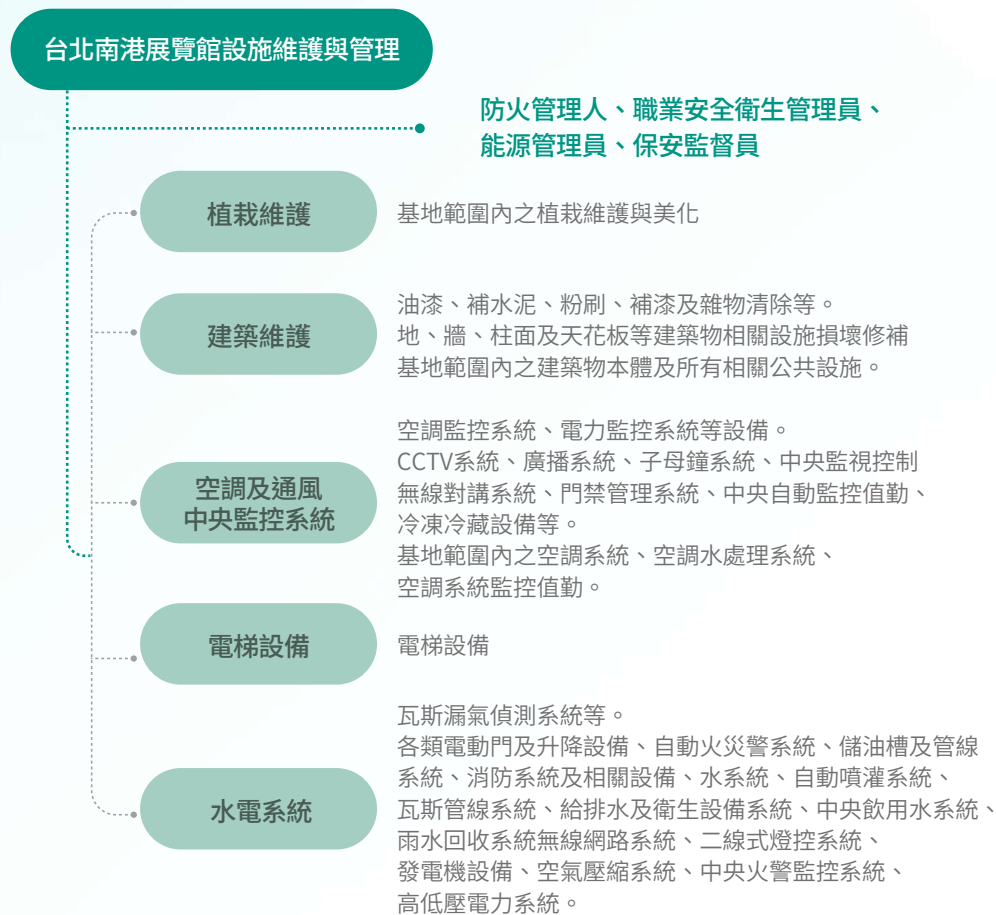 台北南港展覽館設施維護與管理
防火管理人、職業安全衛生管理員、
能源管理員、保安監督員
植栽維護
基地範圍內之植栽維護與美化
建築維護
油漆、補水泥、粉刷、補漆及雜物清除等。
地、牆、柱面及天花板等建築物相關設施損壞修補
基地範圍內之建築物本體及所有相關公共設施。
空調及通風
中央監控系統
空調監控系統、電力監控系統等設備。
CCTV系統、廣播系統、子母鐘系統、中央監視控制
無線對講系統、門禁管理系統、中央自動監控值勤、
冷凍冷藏設備等。
基地範圍內之空調系統、空調水處理系統、
空調系統監控值勤。
電梯設備
電梯設備
水電系統
瓦斯漏氣偵測系統等。
各類電動門及升降設備、自動火災警系統、儲油槽及管線
系統、消防系統及相關設備、水系統、自動噴灌系統、
瓦斯管線系統、給排水及衛生設備系統、中央飲用水系統、
雨水回收系統無線網路系統、二線式燈控系統、
發電機設備、空氣壓縮系統、中央火警監控系統、
高低壓電力系統。